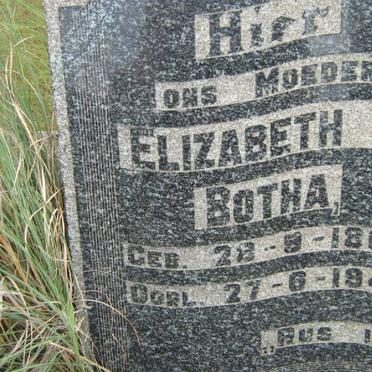 Hier
ONS MOEDER
ELIZABETH
BOTHA,
GEB. 28-9-18
OORL. 27-6-19
„RUS